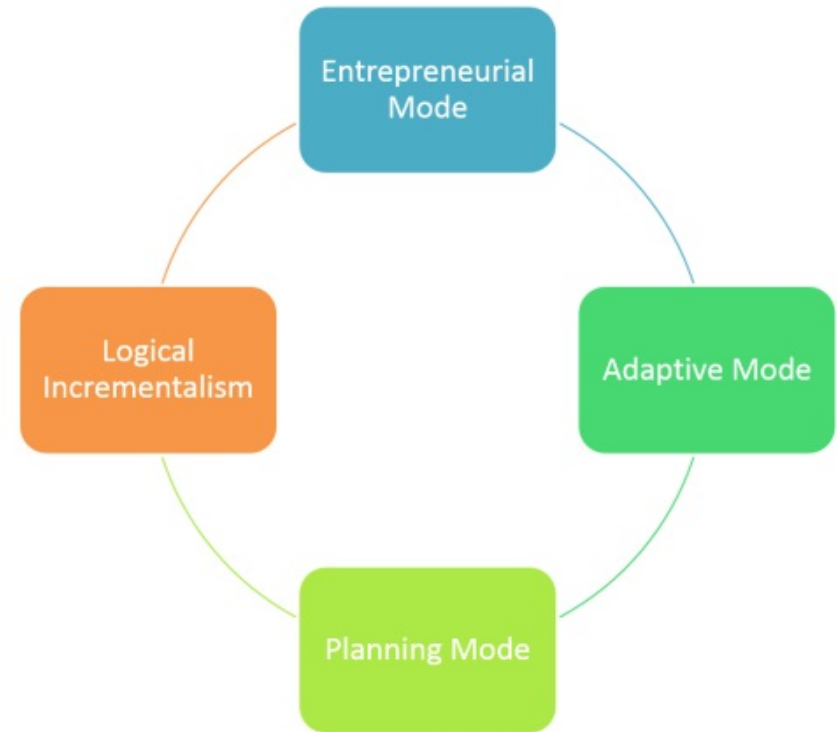 Entrepreneurial
Mode
Adaptive Mode
Planning Mode
Logical
Incrementalism